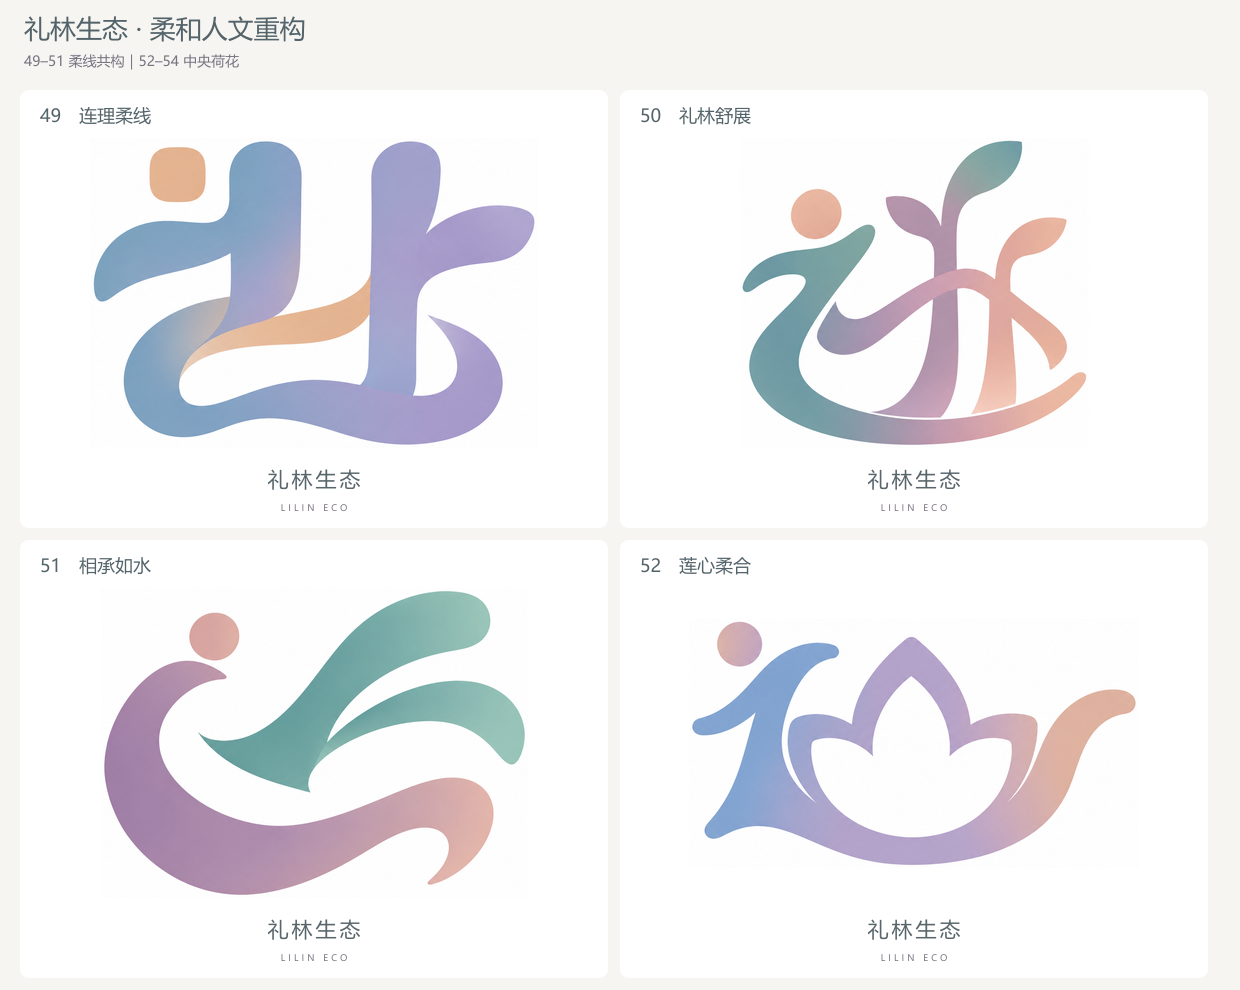 礼林生态 · 柔和人文重构
49–51 柔线共构 | 52–54 中央荷花
49 连理柔线
50 礼林舒展
礼林生态
LILIN ECO
礼林生态
LILIN ECO
51 相承如水
52 莲心柔合
礼林生态
LILIN ECO
礼林生态
LILIN ECO